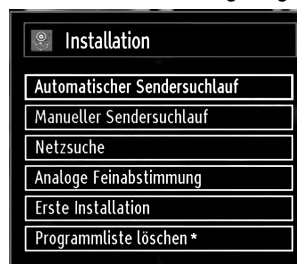 Installation
Automatischer Sendersuchlauf
Manueller Sendersuchlauf
Netzsuche
Analoge Feinabstimmung
Erste Installation
Programmliste löschen *